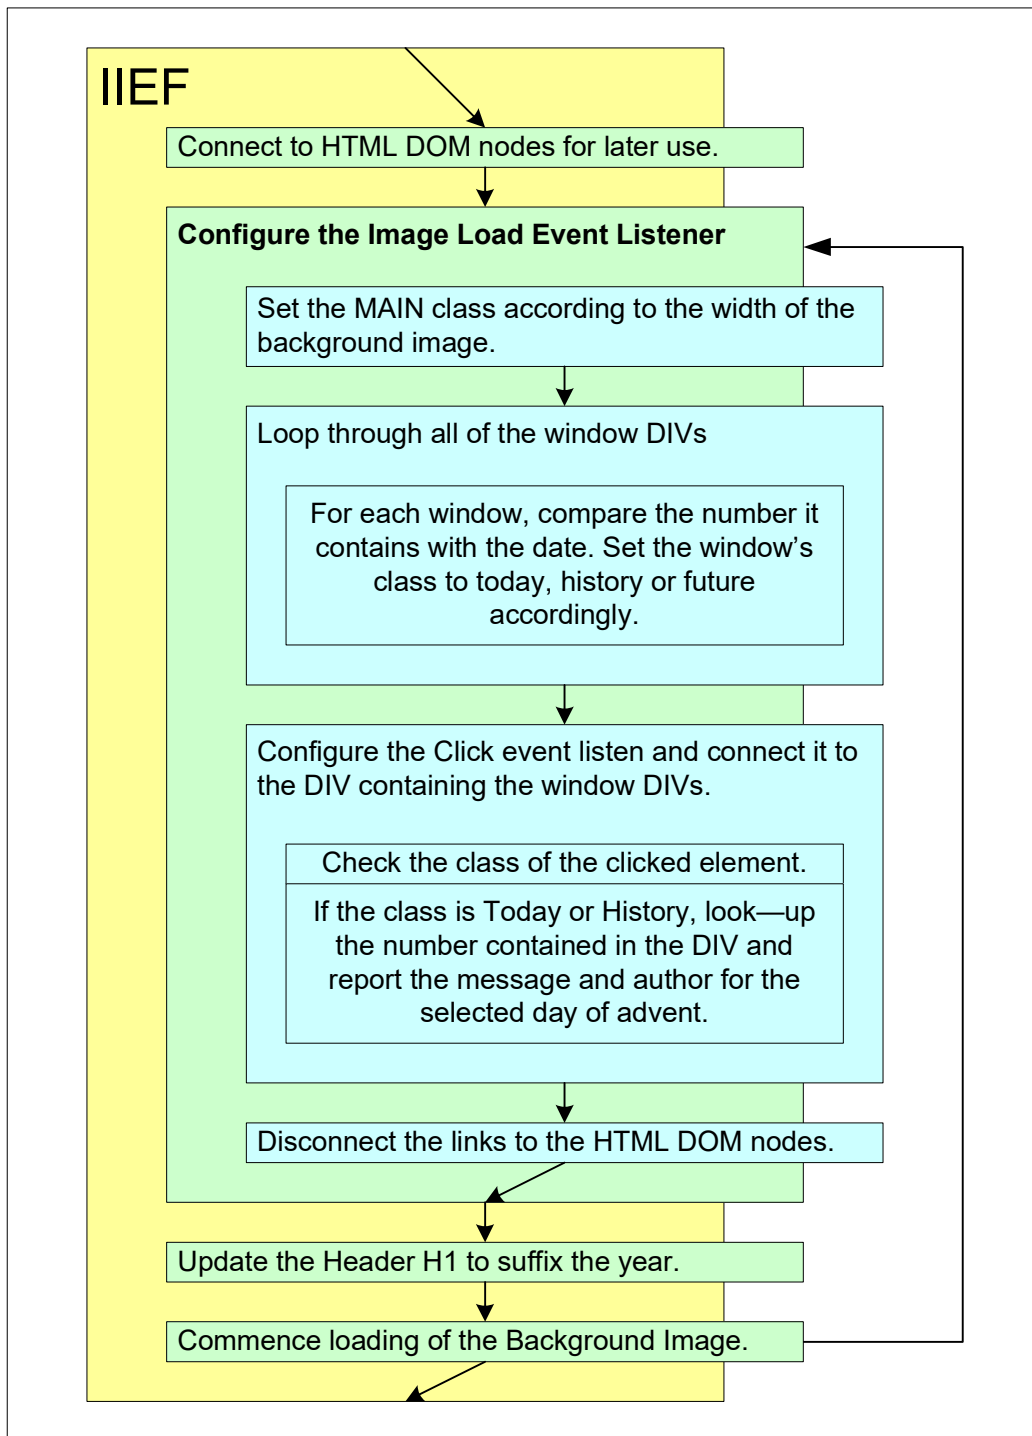 IIEF
Connect to HTML DOM nodes for later use.
Configure the Image Load Event Listener
Set the MAIN class according to the width of the
background image.
Loop through all of the window DIVs
For each window, compare the number it
contains with the date. Set the window’s
class to today, history or future
accordingly.
Configure the Click event listen and connect it to
the DIV containing the window DIVs.
Check the class of the clicked element.
If the class is Today or History, look—up
the number contained in the DIV and
report the message and author for the
selected day of advent.
Disconnect the links to the HTML DOM nodes.
Update the Header H1 to suffix the year.
Commence loading of the Background Image.